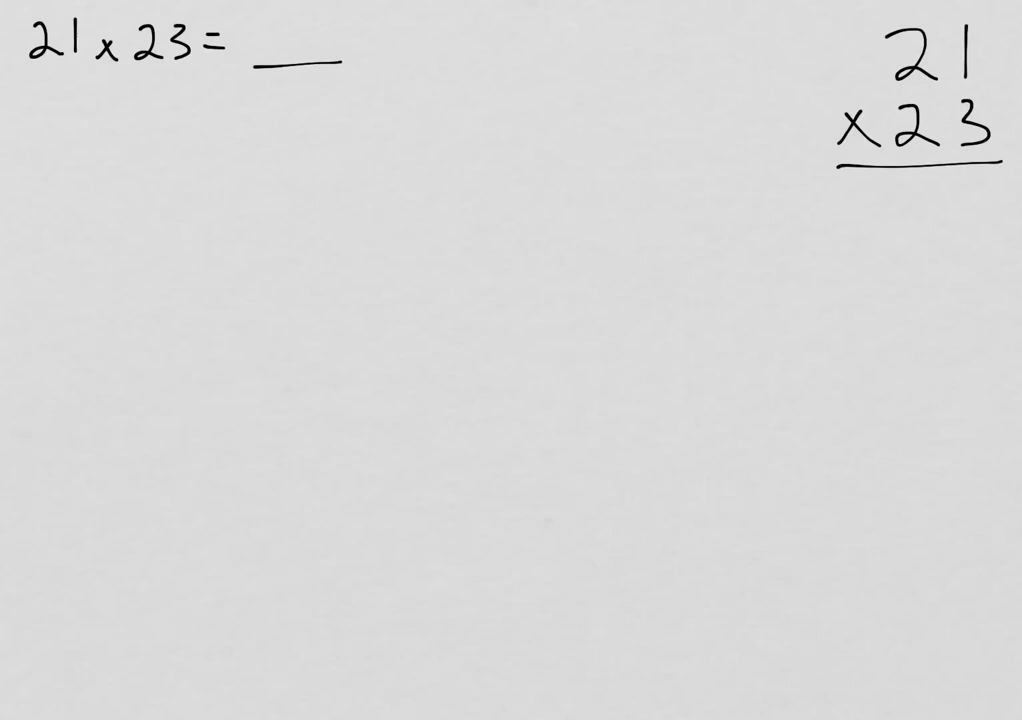 21 x 23 = ___
21
x 23